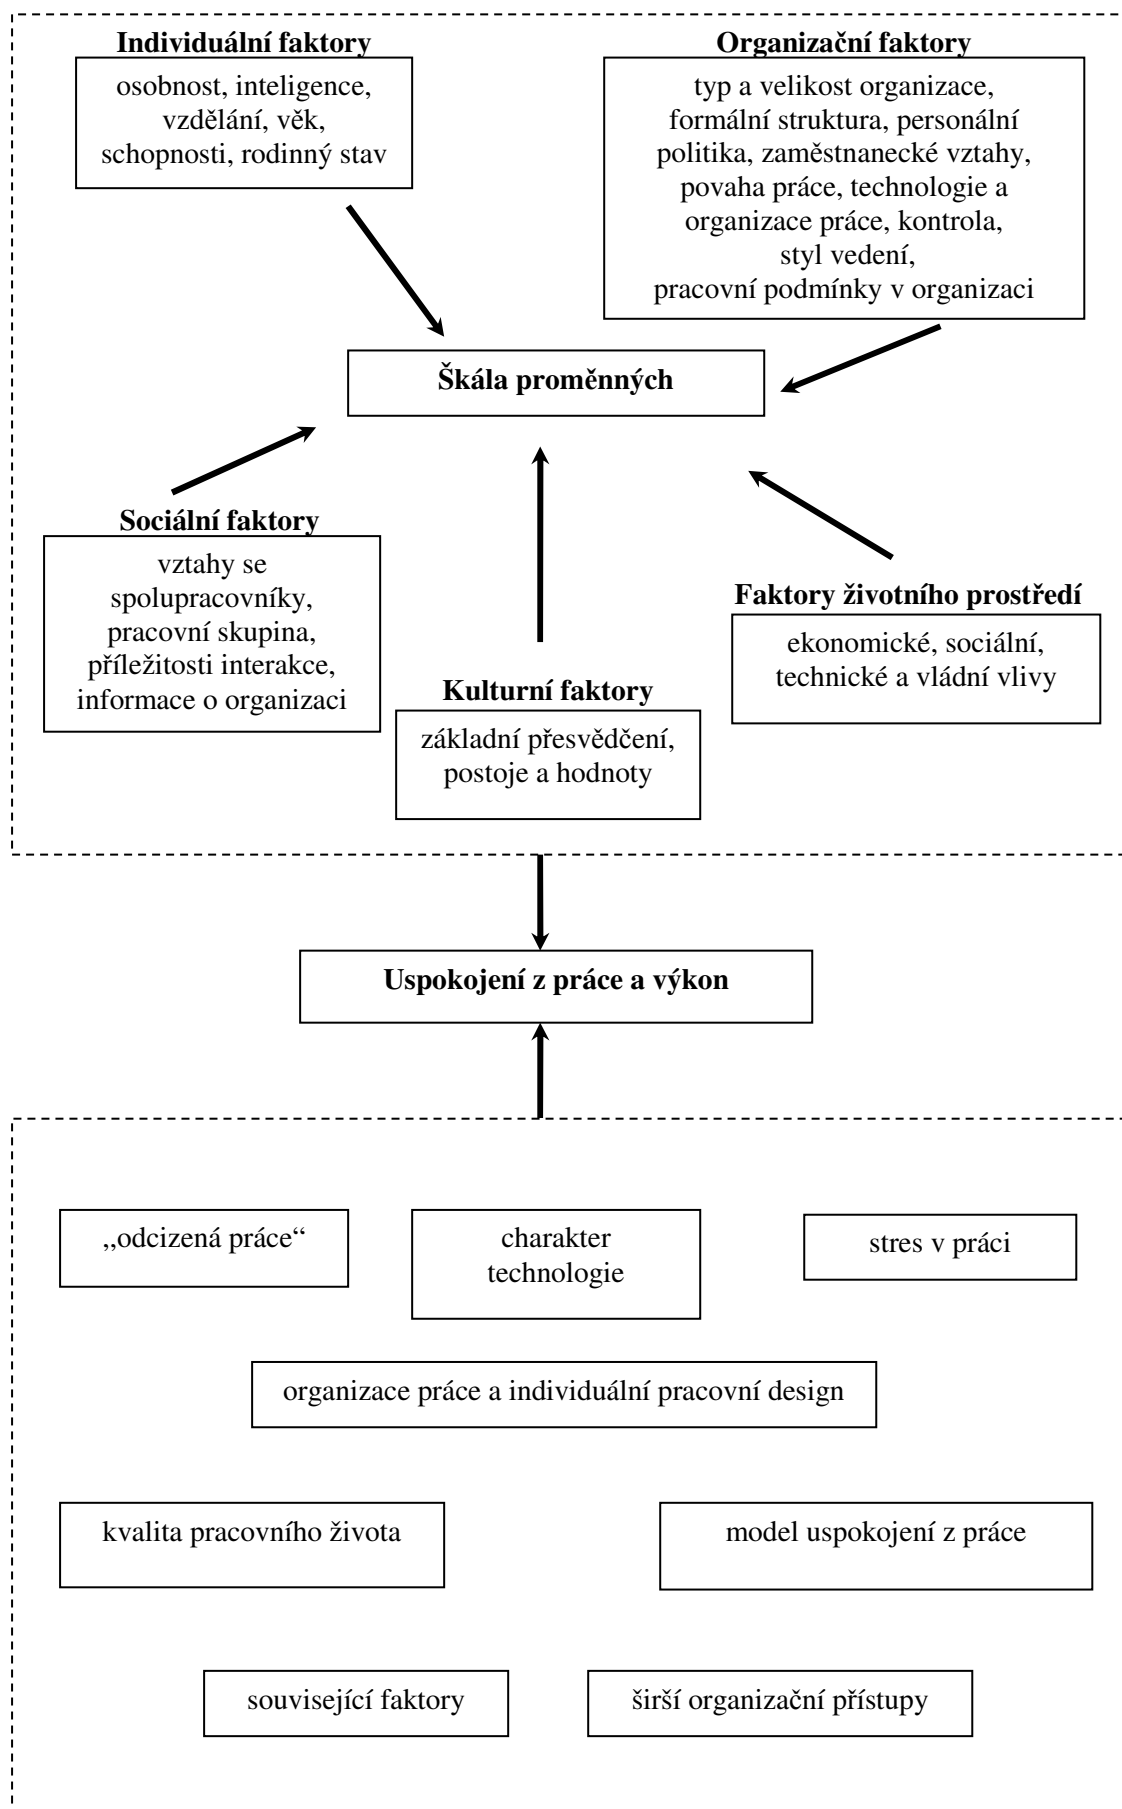 Individuální faktory
osobnost, inteligence,
vzdělání, věk,
schopnosti, rodinný stav
Organizační faktory
typ a velikost organizace,
formální struktura, personální
politika, zaměstnanecké vztahy,
povaha práce, technologie a
organizace práce, kontrola,
styl vedení,
pracovní podmínky v organizaci
Škála proměnných
Sociální faktory
vztahy se
spolupracovníky,
pracovní skupina,
příležitosti interakce,
informace o organizaci
Kulturní faktory
základní přesvědčení,
postoje a hodnoty
Faktory životního prostředí
ekonomické, sociální,
technické a vládní vlivy
Uspokojení z práce a výkon
,,odcizená práce“
charakter
technologie
stres v práci
organizace práce a individuální pracovní design
kvalita pracovního života
model uspokojení z práce
související faktory
širší organizační přístupy